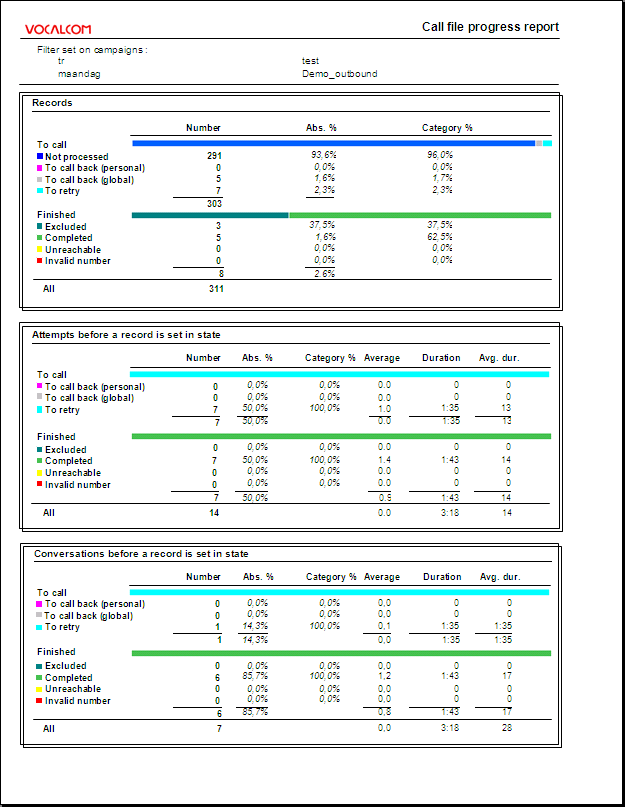 VOCALCOM Call file progress report
Filter set on campaigns :
tr test
maandag Demo_outbound
Records
Number Abs. % Category %
To call
Not processed 291 93,6% 96,0%
To call back (personal) 0 0,0% 0,0%
To call back (global) 5 1,6% 1,7%
To retry 7 2,3% 2,3%
303
Finished
Excluded 3 37,5% 37,5%
Completed 5 1,6% 62,5%
Unreachable 0 0,0% 0,0%
Invalid number 0 0,0% 0,0%
8 2,6%
All 311
Attempts before a record is set in state
Number Abs. % Category % Average Duration Avg. dur.
To call
To call back (personal) 0 0,0% 0,0% 0.0 0 0
To call back (global) 0 0,0% 0,0% 0.0 0 0
To retry 7 50,0% 100,0% 1.0 1:35 13
7 50,0% 0.0 1:35 13
Finished
Excluded 0 0,0% 0,0% 0.0 0 0
Completed 7 50,0% 100,0% 1.4 1:43 14
Unreachable 0 0,0% 0,0% 0.0 0 0
Invalid number 0 0,0% 0,0% 0.0 0 0
7 50,0% 0.9 1:43 14
All 14 0.0 3:18 14
Conversations before a record is set in state
Number Abs. % Category % Average Duration Avg. dur.
To call
To call back (personal) 0 0,0% 0,0% 0,0 0 0
To call back (global) 0 0,0% 0,0% 0,0 0 0
To retry 1 14,3% 100,0% 0,1 1:35 1:35
1 14,3% 0,0 1:35 1:35
Finished
Excluded 0 0,0% 0,0% 0,0 0 0
Completed 6 85,7% 100,0% 1,2 1:43 17
Unreachable 0 0,0% 0,0% 0,0 0 0
Invalid number 0 0,0% 0,0% 0,0 0 0
6 85,7% 0,8 1:43 17
All 7 0,0 3:18 28